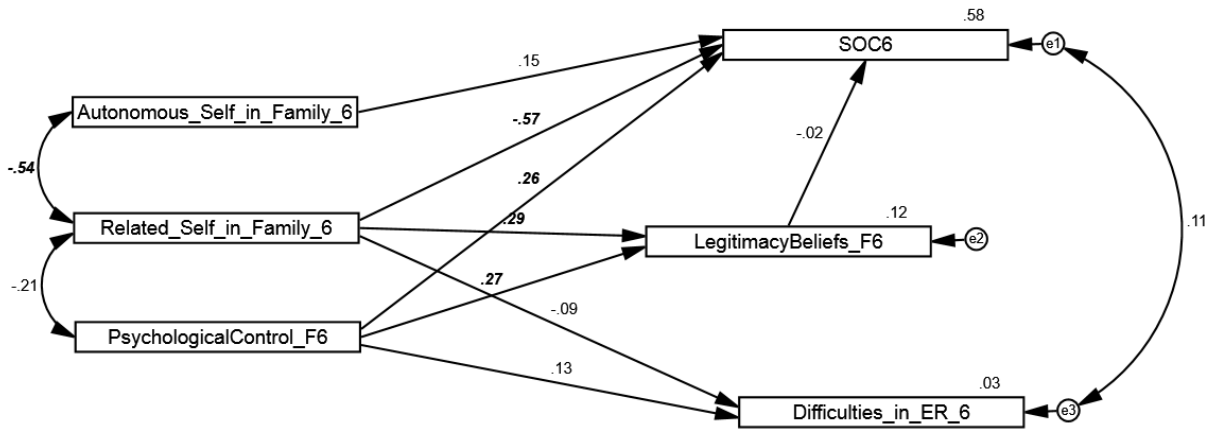 .58
SOC6
e1
.15
Autonomous_Self_in_Family_6
-.57
-.02
-.54
.26
.12
Related_Self_in_Family_6
.29
LegitimacyBeliefs_F6
e2
.11
-.21
.27
-.09
PsychologicalControl_F6
.13
.03
Difficulties_in_ER_6
e3